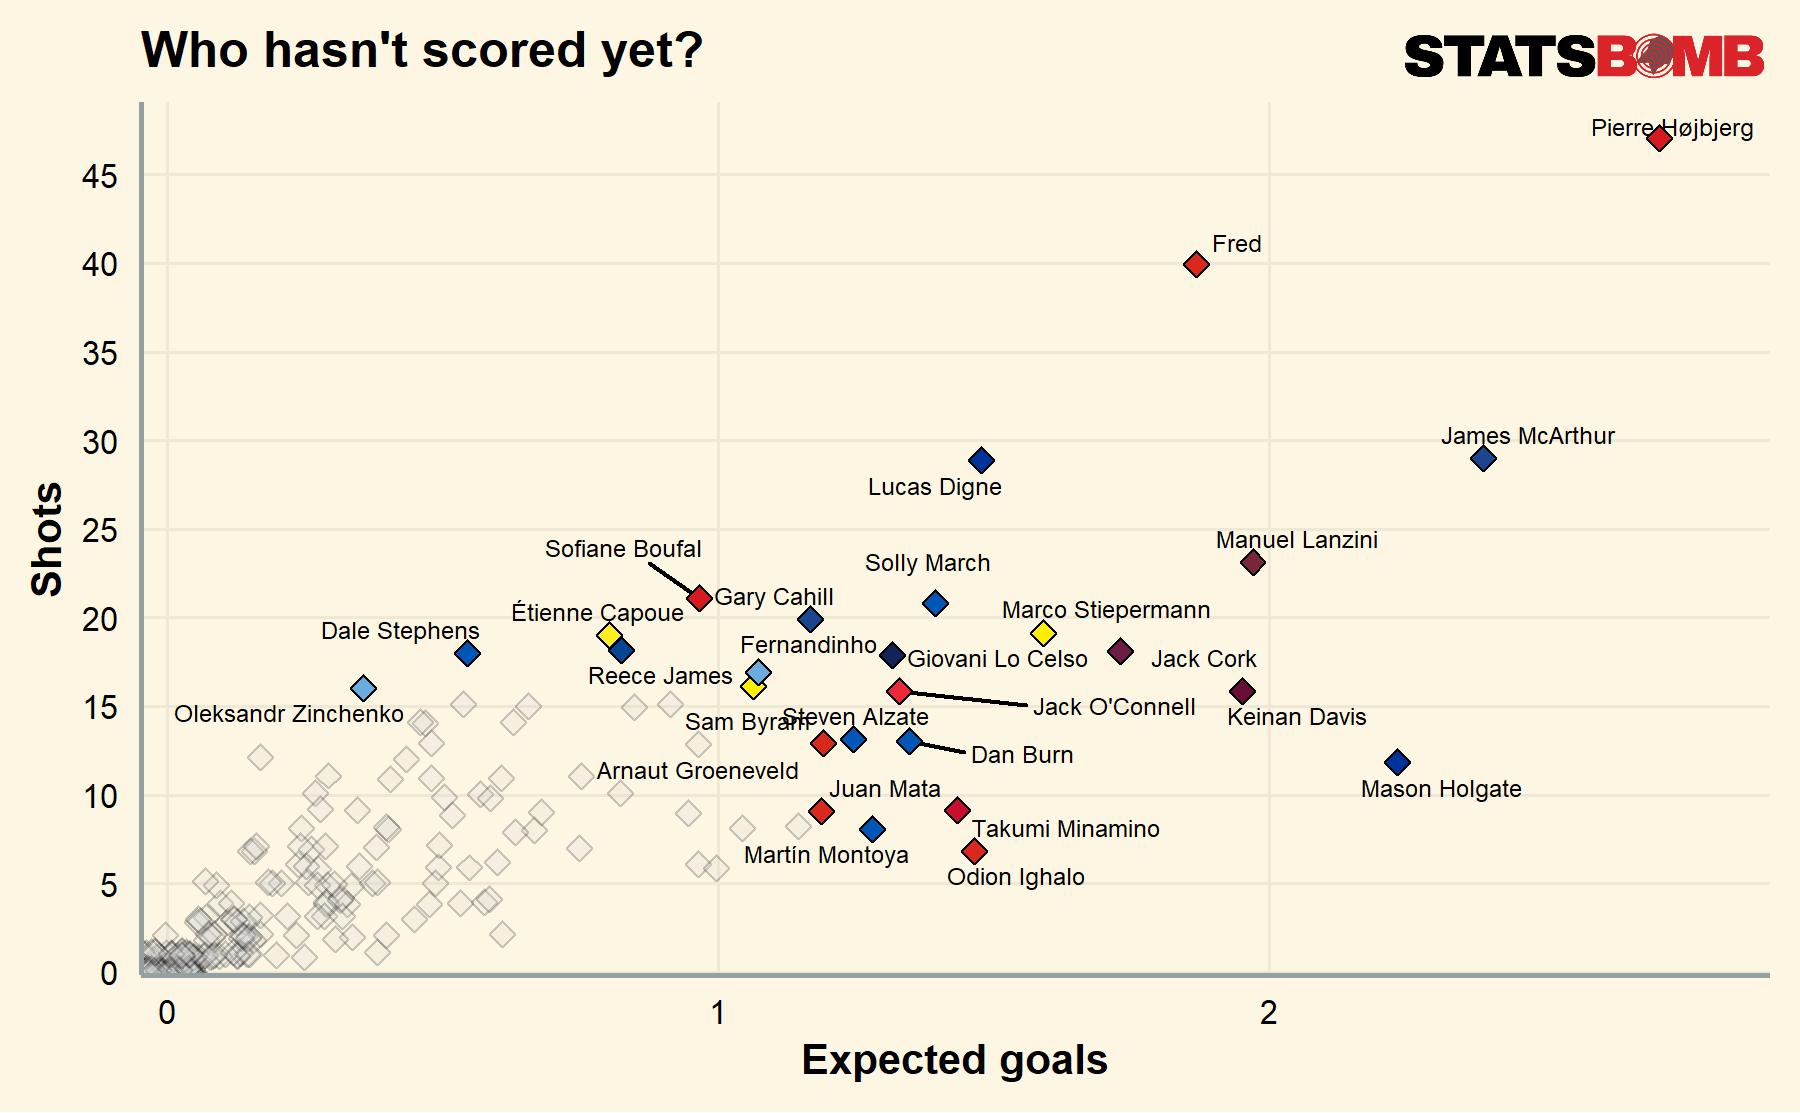 Who hasn't scored yet?
STATSBOMB
Pierre Højbjerg
45
Fred
40
35
James McArthur
30
Lucas Digne
Manuel Lanzini
25
Sofiane Boufal
Solly March
Gary Cahill
Marco Stiepermann
Étienne Capoue
20
Dale Stephens
Fernandinho
Giovani Lo Celso
Jack Cork
Reece James
Jack O'Connell
15
Oleksandr Zinchenko
Sam Byram
Steven Alzate
Keinan Davis
Dan Burn
Arnaut Groeneveld
Juan Mata
Mason Holgate
10
Takumi Minamino
Martín Montoya
Odion Ighalo
5
0
Shots
0
1
2
Expected goals